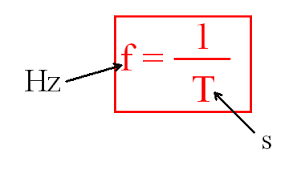 f = 1/T
Hz
s